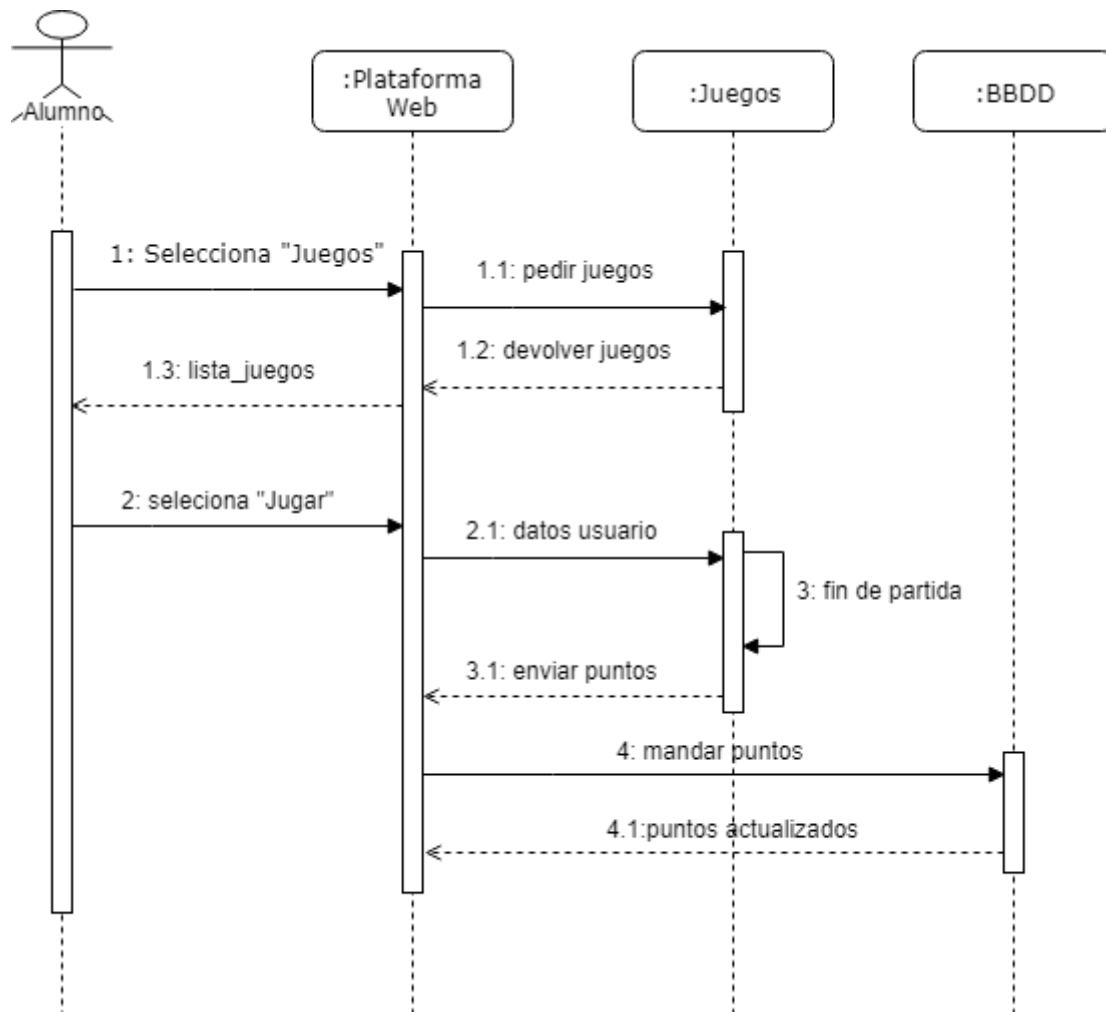 Alumno
:Plataforma
Web
:Juegos
:BBDD
1: Selecciona "Juegos"
1.1: pedir juegos
1.2: devolver juegos
1.3: lista_juegos
2: seleciona "Jugar"
2.1: datos usuario
3: fin de partida
3.1: enviar puntos
4: mandar puntos
4.1:puntos actualizados